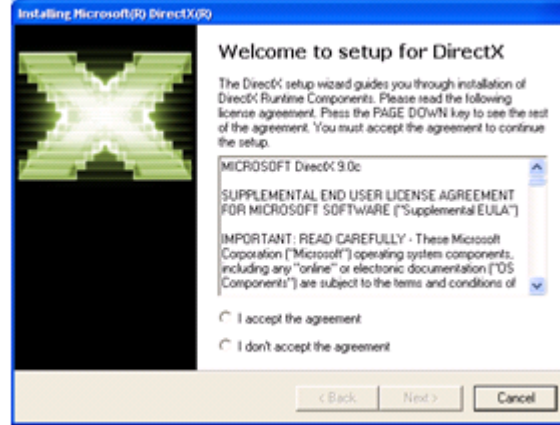 Installing Microsoft(R) DirectX(R)
Welcome to setup for DirectX
The DirectX setup wizard guides you through installation of
DirectX Runtime Components. Please read the following
license agreement. Press the PAGE DOWN key to see the rest
of the agreement. You must accept the agreement to continue
the setup.
MICROSOFT DirectX 9.0c
SUPPLEMENTAL END USER LICENSE AGREEMENT
FOR MICROSOFT SOFTWARE ("Supplemental EULA")
IMPORTANT: READ CAREFULLY - These Microsoft
Corporation ("Microsoft") operating system components,
including any "online" or electronic documentation ("OS
Components") are subject to the terms and conditions of
I accept the agreement
I don't accept the agreement
< Back
Next >
Cancel